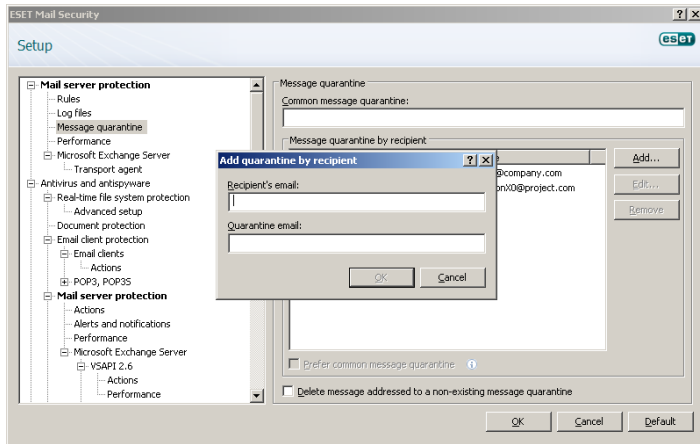 ESET Mail Security
Setup
eset
Mail server protection
Rules
Log files
Message quarantine
Performance
Microsoft Exchange Server
Transport agent
Antivirus and antispyware
Real-time file system protection
Advanced setup
Document protection
Email client protection
Email clients
Actions
POP3, POP3S
Mail server protection
Actions
Alerts and notifications
Performance
Microsoft Exchange Server
VSAPI 2.6
Actions
Performance
Message quarantine
Common message quarantine:
Message quarantine by recipient
@company.com
onX0@project.com
Add...
Edit...
Remove
Add quarantine by recipient
Recipient's email:
Quarantine email:
OK
Cancel
Prefer common message quarantine
Delete message addressed to a non-existing message quarantine
OK
Cancel
Default